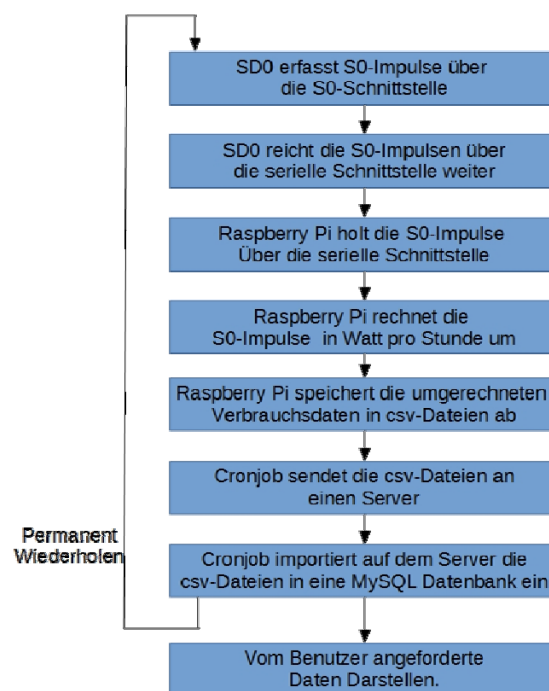 SD0 erfasst S0-Impulse über
die S0-Schnittstelle
SD0 reicht die S0-Impulsen über
die serielle Schnittstelle weiter
Raspberry Pi holt die S0-Impulse
Über die serielle Schnittstelle
Raspberry Pi rechnet die
S0-Impulse in Watt pro Stunde um
Raspberry Pi speichert die umgerechneten
Verbrauchsdaten in csv-Dateien ab
Cronjob sendet die csv-Dateien an
einen Server
Permanent
Wiederholen
Cronjob importiert auf dem Server die
csv-Dateien in eine MySQL Datenbank ein
Vom Benutzer angeforderte
Daten Darstellen.